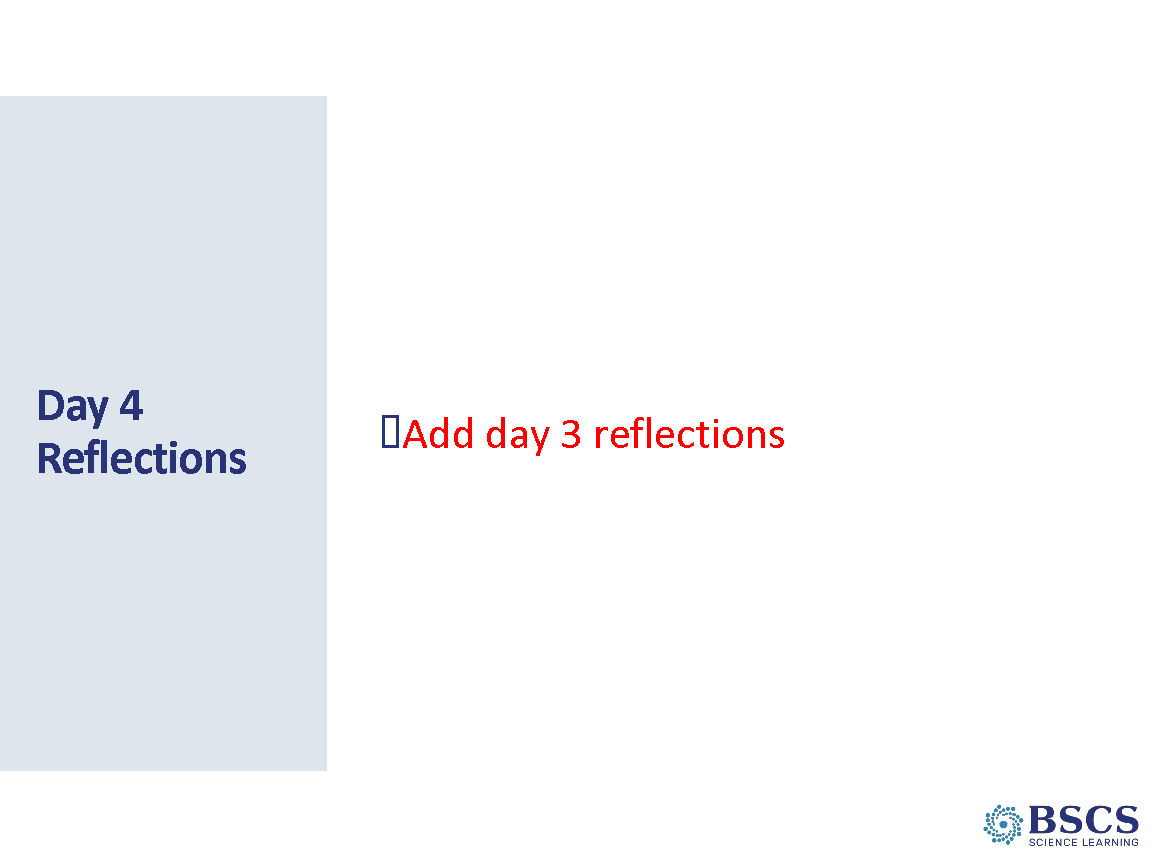 Day 4
Reflections
Add day 3 reflections
BSCS
SCIENCE LEARNING